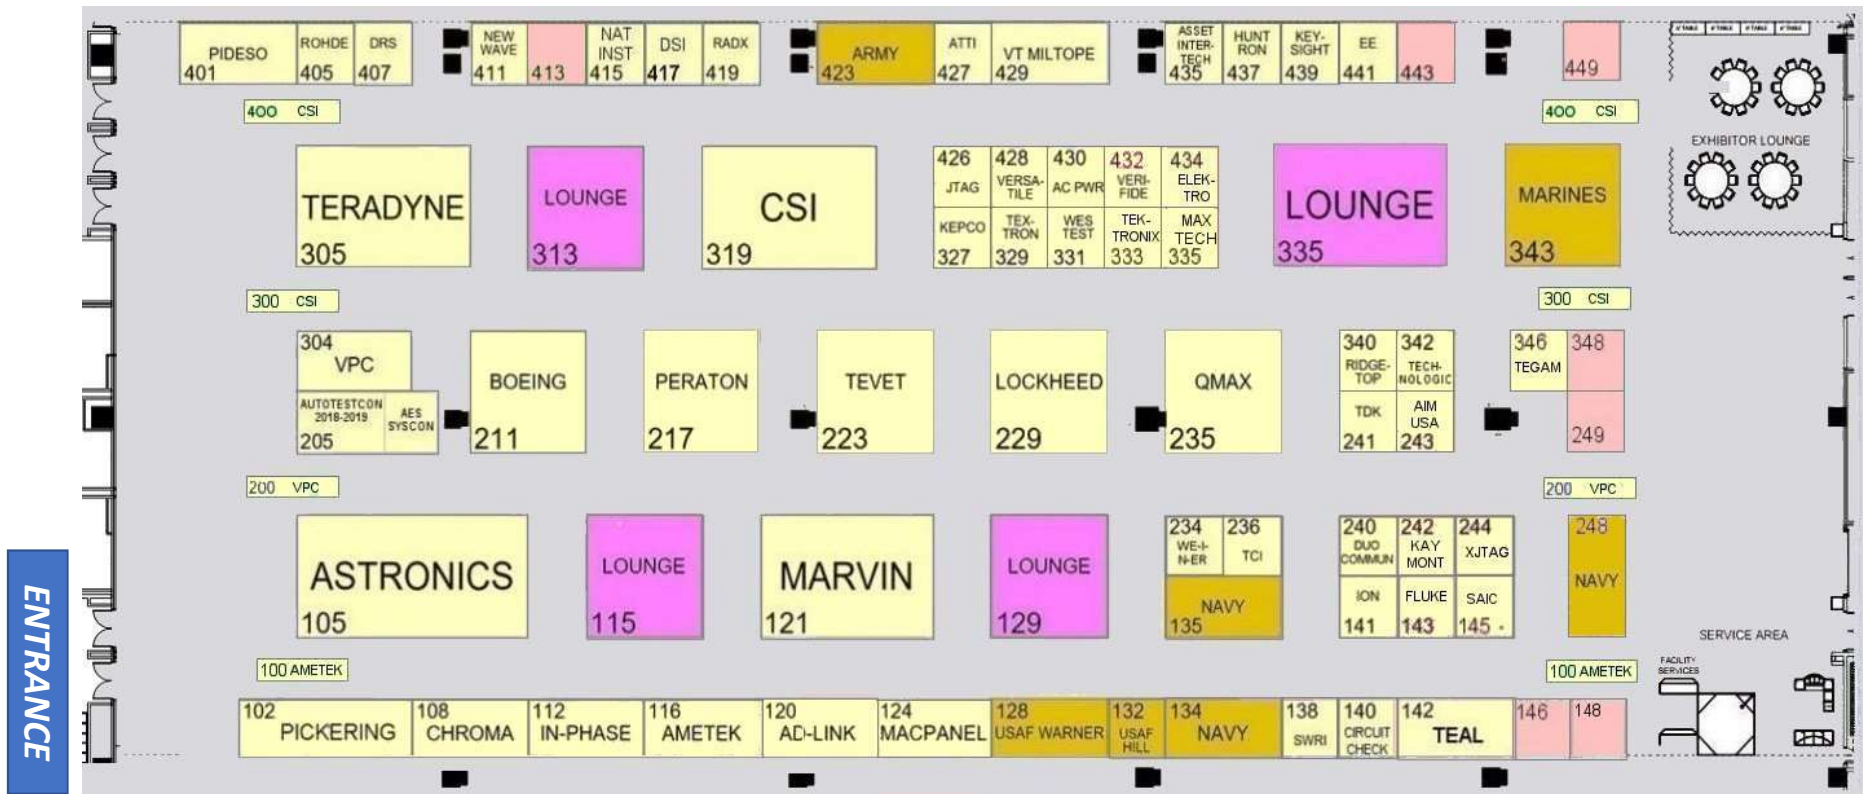 PIDESO
401
ROHDE
405
DRS
407
NEW
WAVE
411
413
NAT
INST
415
DSI
417
RADX
419
ARMY
423
ATTI
427
VT MILTOPE
429
ASSET
INTER-
TECH
435
HUNT
RON
437
KEY-
SIGHT
439
EE
441
443
449
400 CSI
400 CSI
EXHIBITOR LOUNGE
TERADYNE
305
LOUNGE
313
CSI
319
426
JTAG
428
VERSA-
TILE
430
AC PWR
432
VERI-
FIDE
434
ELEK-
TRO
KEPCO
327
TEX-
TRON
329
WES
TEST
331
TEK-
TRONIX
333
MAX
TECH
335
LOUNGE
335
MARINES
343
300 CSI
300 CSI
304
VPC
AUTOTESTCON
2018-2019
205
AES
SYSCON
BOEING
211
PERATON
217
TEVET
223
LOCKHEED
229
QMAX
235
340
RIDGE-
TOP
342
TECH-
NOLOGIC
TDK
241
AIM
USA
243
346
TEGAM
348
249
200 VPC
200 VPC
ASTRONICS
105
LOUNGE
115
MARVIN
121
LOUNGE
129
234
WE-I-
N-ER
236
TCI
NAVY
135
240
DUO
COMMUN
242
KAY
MONT
244
XJTAG
ION
141
FLUKE
143
SAIC
145 -
248
NAVY
SERVICE AREA
FACILITY
SERVICES
100 AMETEK
100 AMETEK
102
PICKERING
108
CHROMA
112
IN-PHASE
116
AMETEK
120
AD-LINK
124
MACPANEL
128
USAF WARNER
132
USAF
HILL
134
NAVY
138
SWRI
140
CIRCUIT
CHECK
142
TEAL
146
148
ENTRANCE